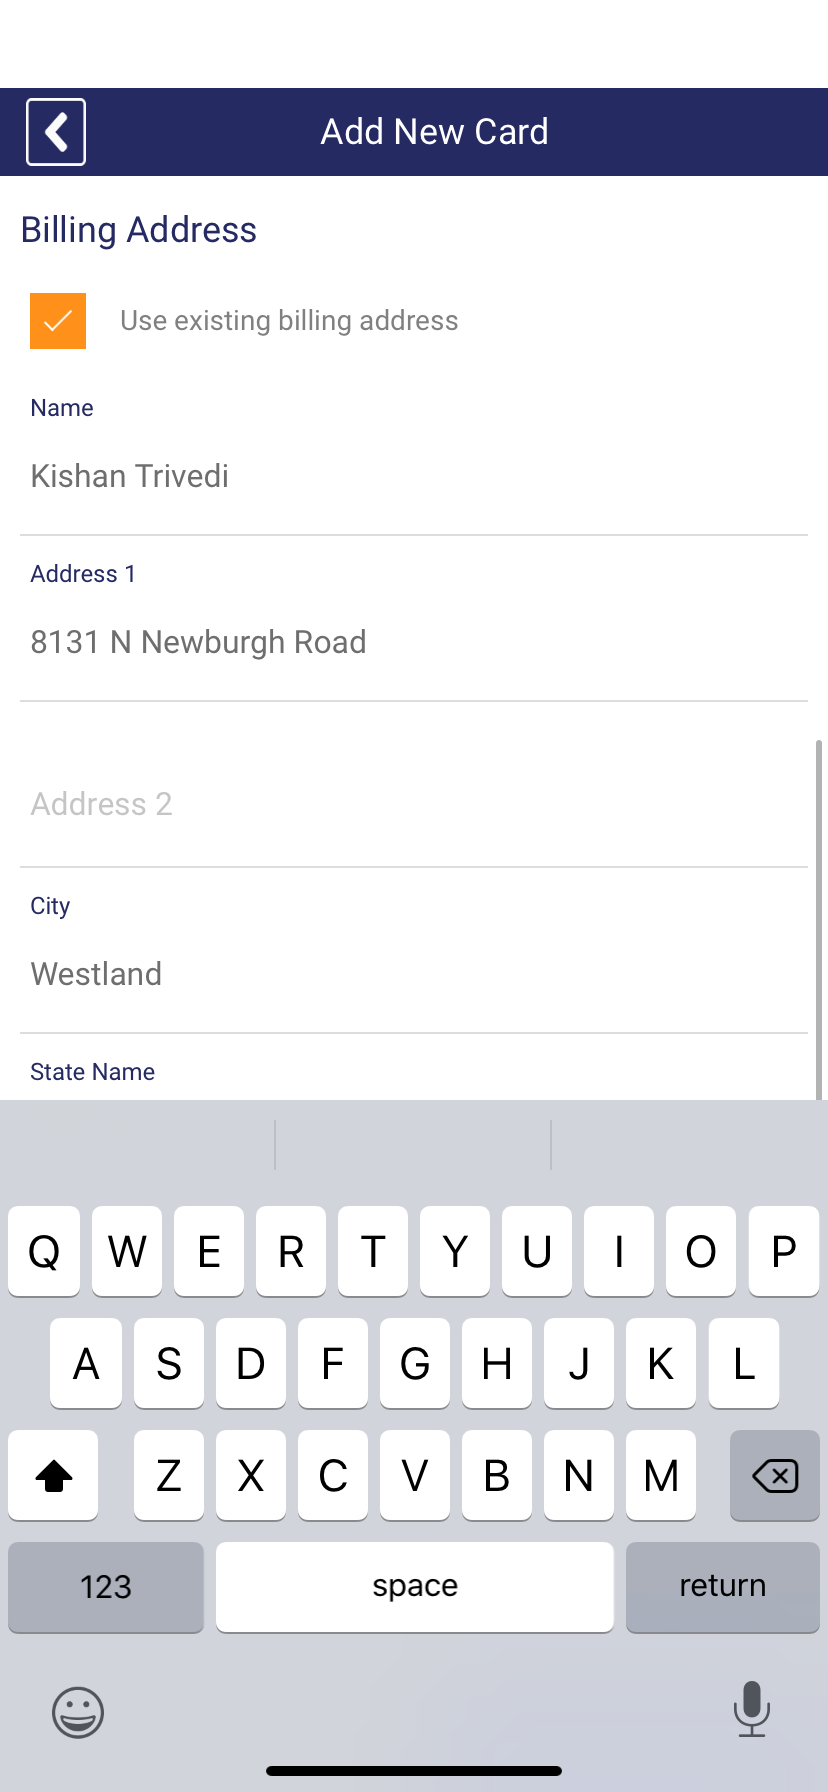 Add New Card
Billing Address
Use existing billing address
Name
Kishan Trivedi
Address 1
8131 N Newburgh Road
Address 2
City
Westland
State Name
Q W E R T Y U I O P
A S D F G H J K L
Z X C V B N M
123 space return